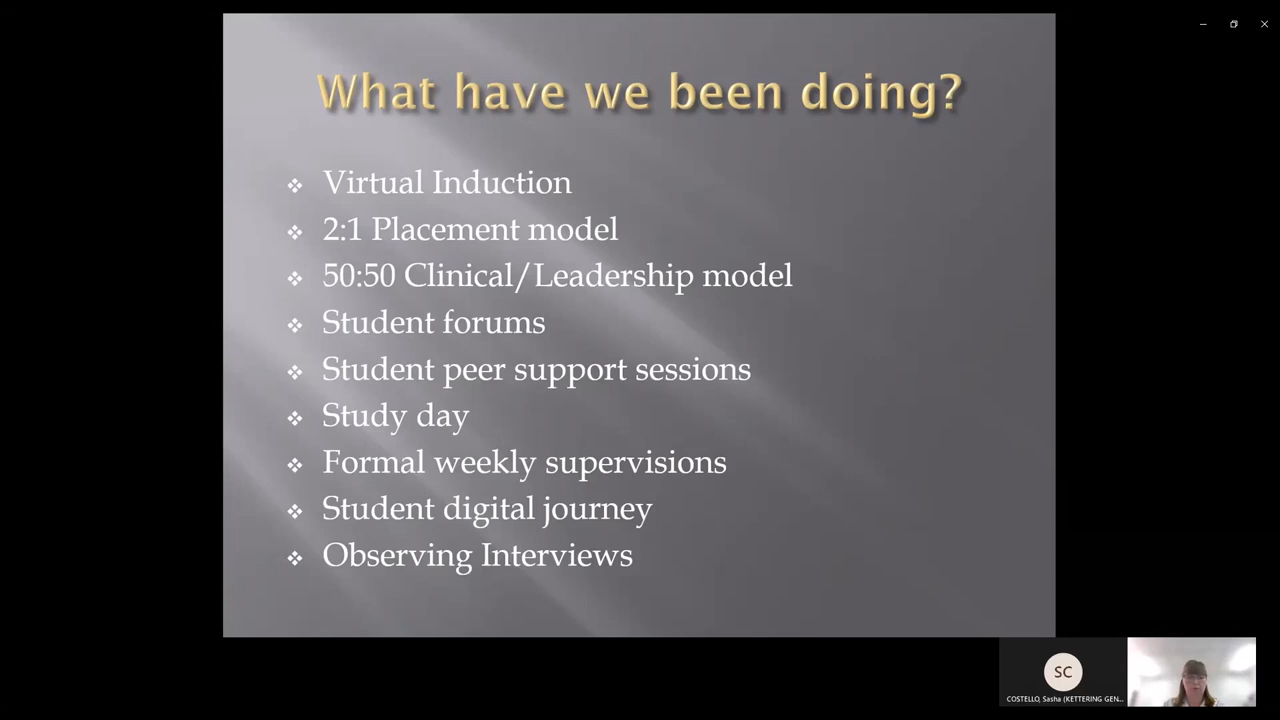 What have we been doing?
Virtual Induction
2:1 Placement model
50:50 Clinical/Leadership model
Student forums
Student peer support sessions
Study day
Formal weekly supervisions
Student digital journey
Observing Interviews
SC
COSTELLO, Sasha (KETTERING GEN...